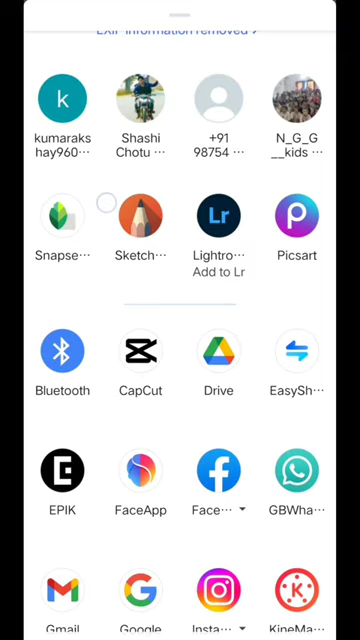 EXIF information removed
k
kumaraks
hay960...
Shashi
Chotu ...
+91
98754 ...
N_G_G
__kids ...
Snapse...
Sketch...
Lr
Lightro...
Add to Lr
Picsart
Bluetooth
CapCut
Drive
EasySh...
EPIK
FaceApp
Face...
GBWha...
Gmail
Google
Insta...
KineMa...